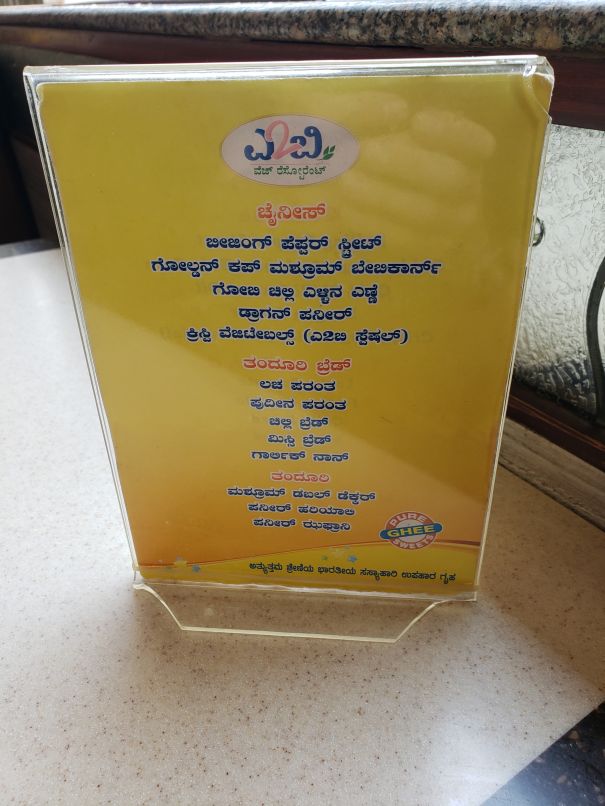 ಎ2ಬಿ
ವೆಜ್ ರೆಸ್ಟೋರೆಂಟ್
ಚೈನೀಸ್
ಬೀಜಿಂಗ್ ಪೆಪ್ಪರ್ ಸ್ಟ್ರೀಟ್
ಗೋಲ್ಡನ್ ಕಪ್ ಮಶ್ರೂಮ್ ಬೇಬಿಕಾರ್ನ್
ಗೋಬಿ ಚಿಲ್ಲಿ ಎಳ್ಳಿನ ಎಣ್ಣೆ
ಡ್ರಾಗನ್ ಪನೀರ್
ಕ್ರಿಸ್ಪಿ ವೆಜಿಟೇಬಲ್ಸ್ (ಎ2ಬಿ ಸ್ಪೆಷಲ್)
ತಂದೂರಿ ಬ್ರೆಡ್
ಲಚ ಪರಂತ
ಪುದೀನ ಪರಂತ
ಚಿಲ್ಲಿ ಬ್ರೆಡ್
ಮಿಸ್ಸಿ ಬ್ರೆಡ್
ಗಾರ್ಲಿಕ್ ನಾನ್
ತಂದೂರಿ
ಮಶ್ರೂಮ್ ಡಬಲ್ ಡೆಕ್ಕರ್
ಪನೀರ್ ಹರಿಯಾಲಿ
ಪನೀರ್ ಝಫ್ರಾನಿ
PURE
GHEE
SWEETS
ಅತ್ಯುತ್ತಮ ಶ್ರೇಣಿಯ ಭಾರತೀಯ ಸಸ್ಯಾಹಾರಿ ಉಪಹಾರ ಗೃಹ